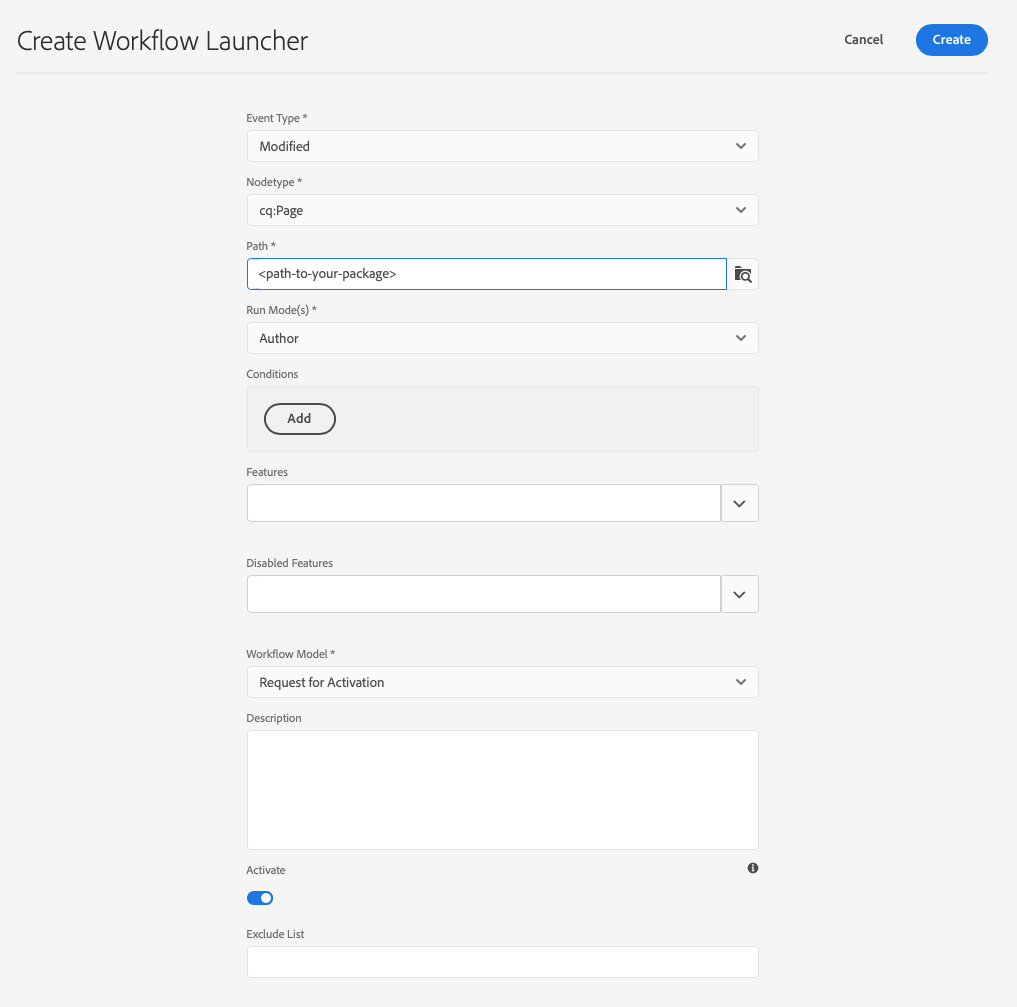 Create Workflow Launcher
Cancel
Create
Event Type *
Modified
Nodetype *
cq:Page
Path *
<path-to-your-package>
Run Mode(s) *
Author
Conditions
Add
Features
Disabled Features
Workflow Model *
Request for Activation
Description
Activate
Exclude List